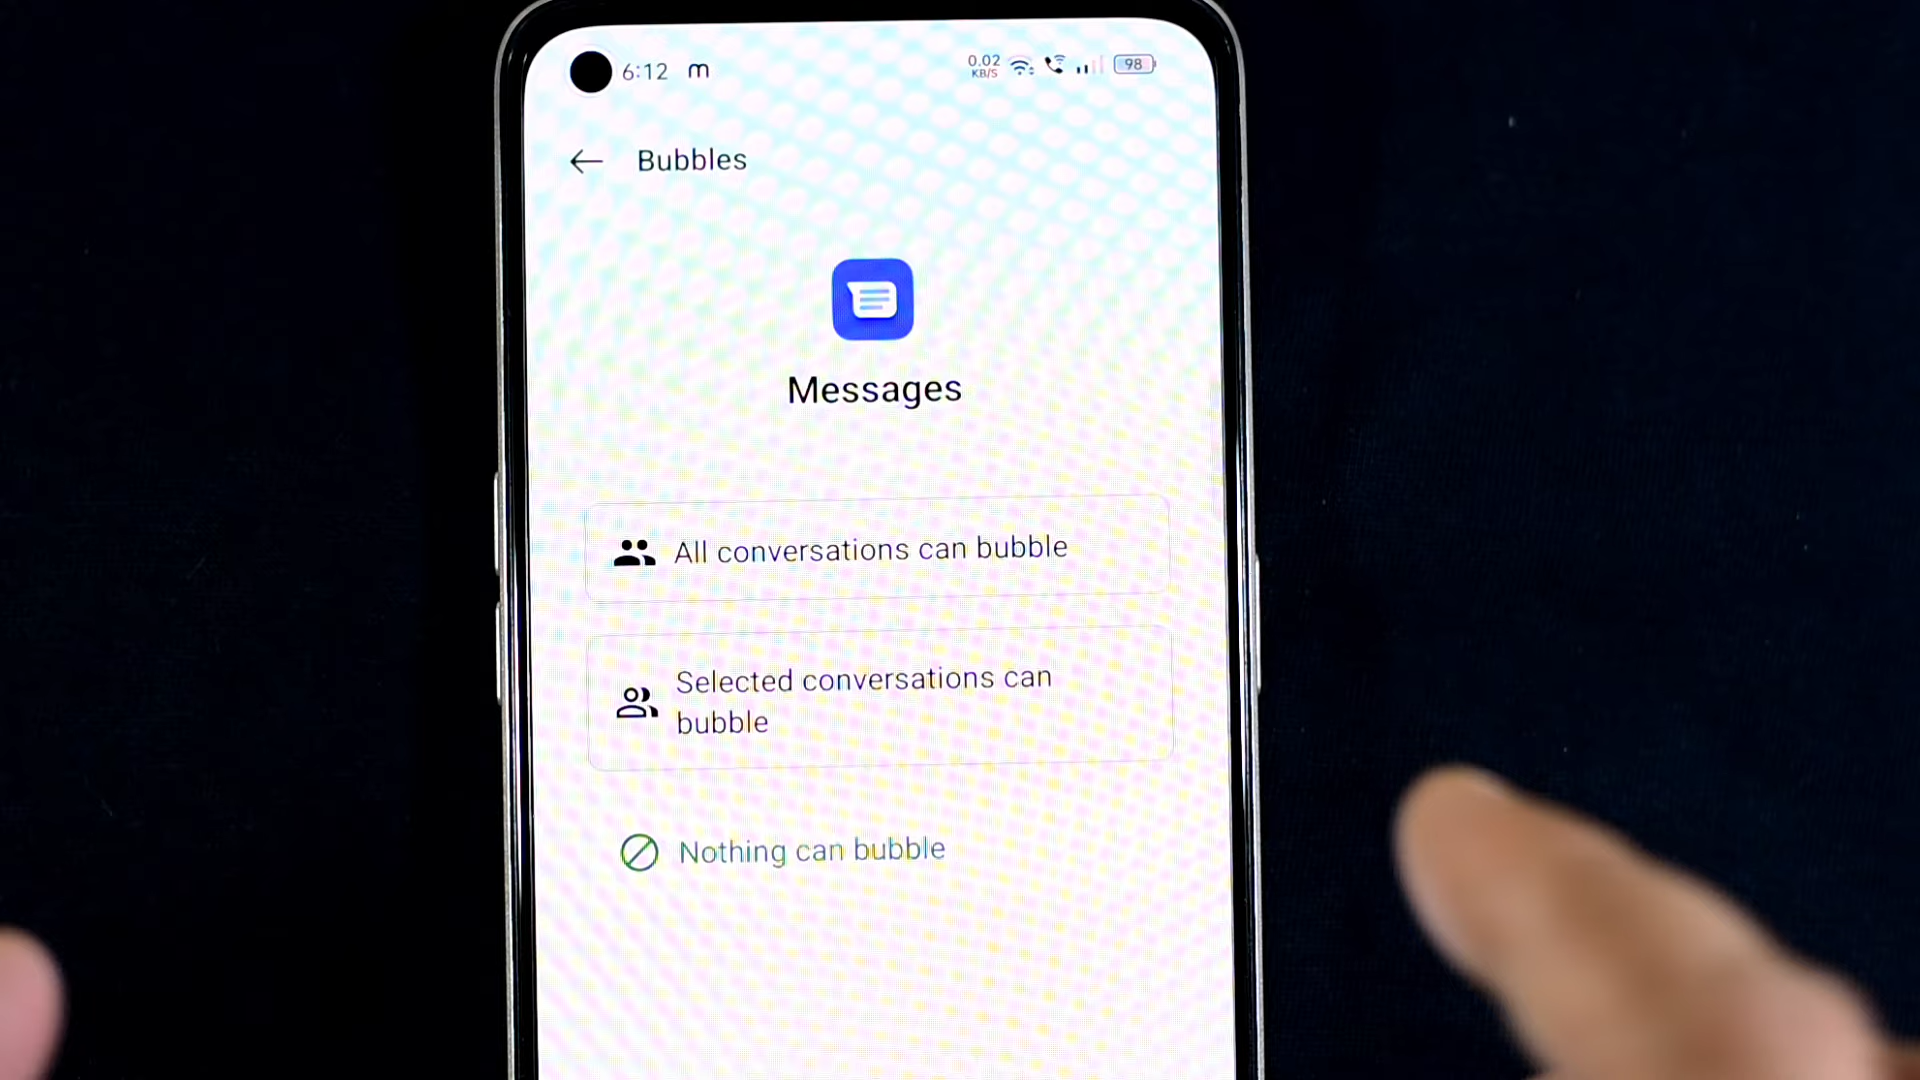 6:12 m
0.02
KB/S
98
Bubbles
Messages
All conversations can bubble
Selected conversations can
bubble
Nothing can bubble